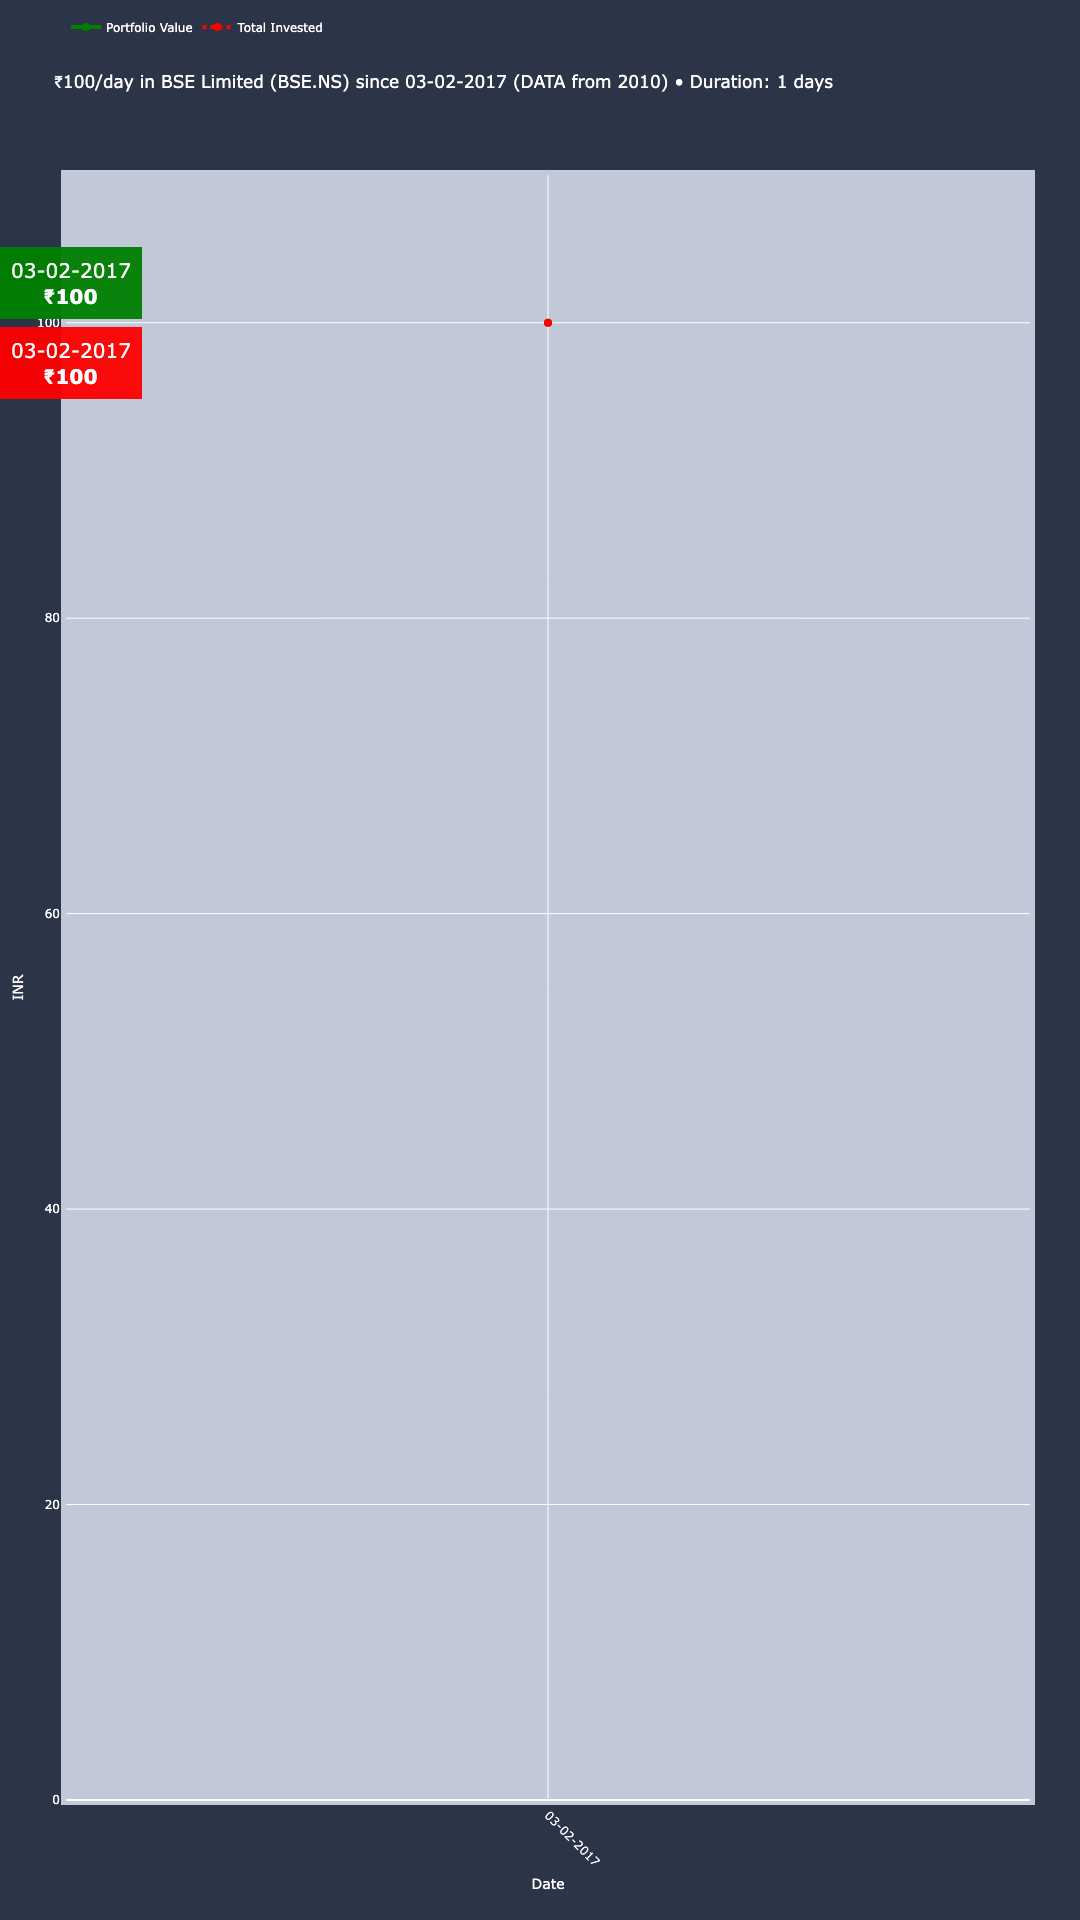 Portfolio Value Total Invested
₹100/day in BSE Limited (BSE.NS) since 03-02-2017 (DATA from 2010) • Duration: 1 days
03-02-2017
₹100
100
03-02-2017
₹100
80
60
INR
40
20
0
03-02-2017
Date